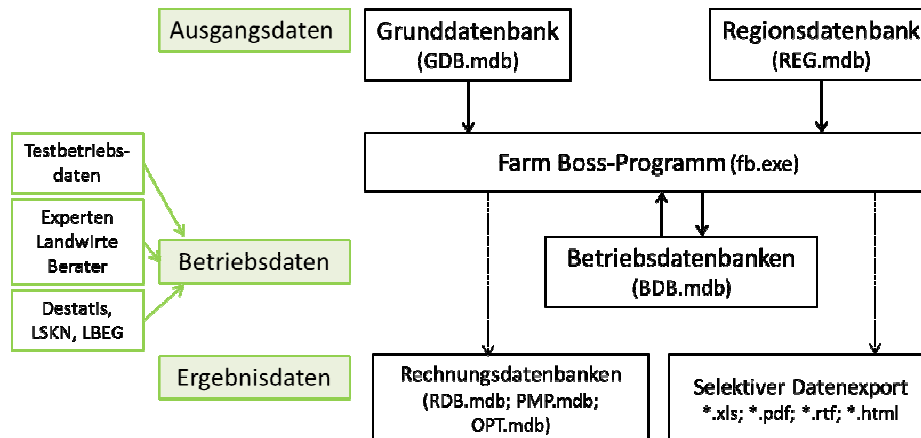 Ausgangsdaten
Grunddatenbank
(GDB.mdb)
Regionsdatenbank
(REG.mdb)
Farm Boss-Programm (fb.exe)
Testbetriebs-
daten
Experten
Landwirte
Berater
Destatis,
LSKN, LBEG
Betriebsdaten
Betriebsdatenbanken
(BDB.mdb)
Ergebnisdaten
Rechnungsdatenbanken
(RDB.mdb; PMP.mdb;
OPT.mdb)
Selektiver Datenexport
*.xls; *.pdf; *.rtf; *.html